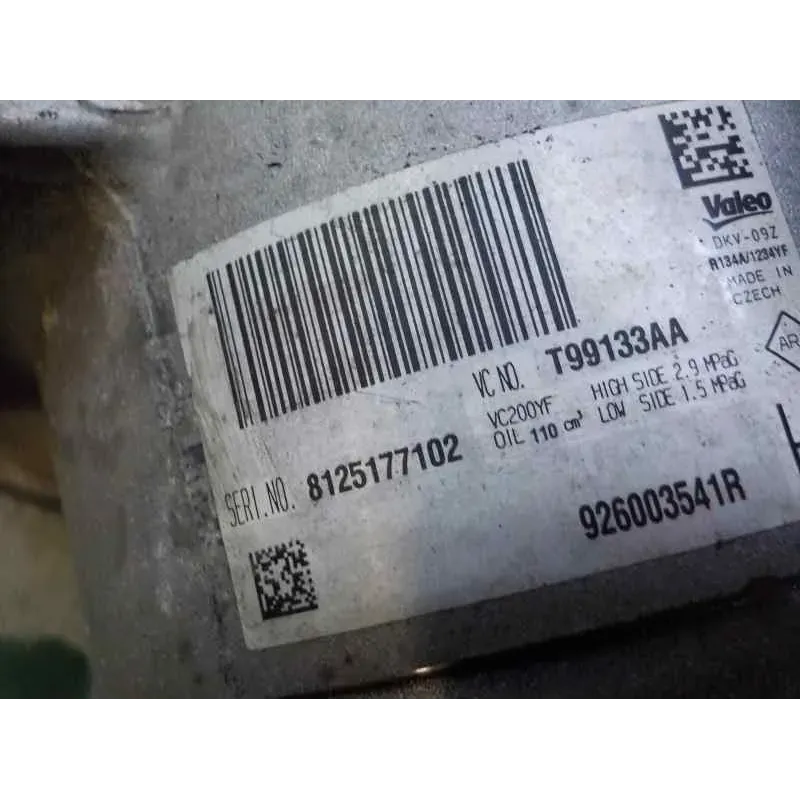 Valeo
DKV-09Z
R134A/1234YF
MADE IN
CZECH
AR
VC NO. T99133AA
VC200YF HIGH SIDE 2.9 MPaG
OIL 110 cm³ LOW SIDE 1.5 MPaG
SERI.NO. 8125177102
926003541R